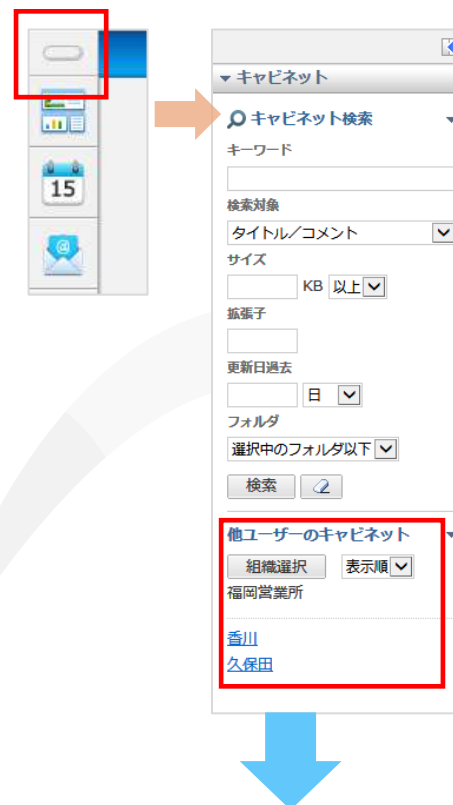 15
@
キャビネット
キャビネット検索
キーワード
検索対象
タイトル／コメント
サイズ
KB 以上
拡張子
更新日過去
日
フォルダ
選択中のフォルダ以下
検索
他ユーザーのキャビネット
組織選択 表示順
福岡営業所
香川
久保田